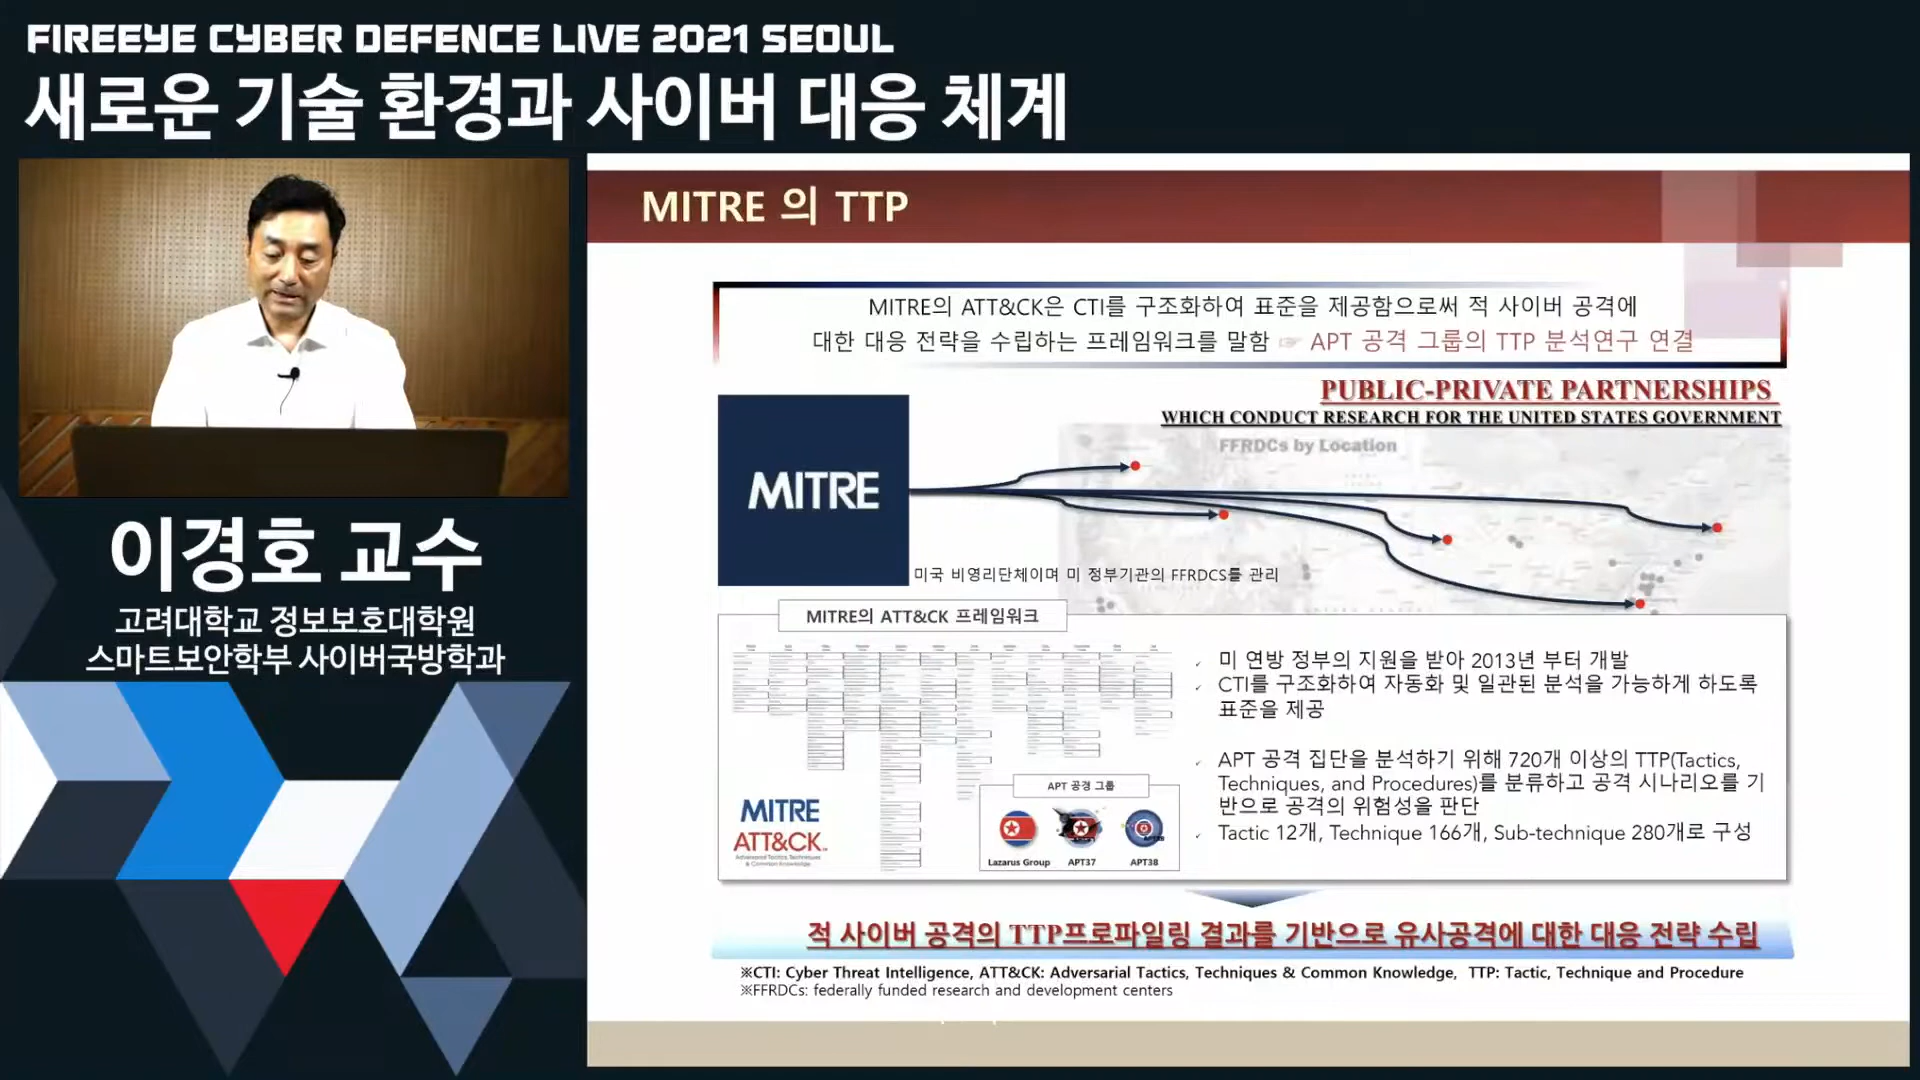 FIREEYE CYBER DEFENCE LIVE 2021 SEOUL
새로운 기술 환경과 사이버 대응 체계
이경호 교수
고려대학교 정보보호대학원
스마트보안학부 사이버국방학과
MITRE 의 TTP
MITRE의 ATT&CK은 CTI를 구조화하여 표준을 제공함으로써 적 사이버 공격에
대한 대응 전략을 수립하는 프레임워크를 말함 ☞ APT 공격 그룹의 TTP 분석연구 연결
PUBLIC-PRIVATE PARTNERSHIPS
WHICH CONDUCT RESEARCH FOR THE UNITED STATES GOVERNMENT
FFRDCs by Location
MITRE
미국 비영리단체이며 미 정부기관의 FFRDCS를 관리
MITRE의 ATT&CK 프레임워크
MITRE
ATT&CK™
Adversarial Tactics, Techniques
& Common Knowledge
APT 공경 그룹
Lazarus Group
APT37
APT38
✓ 미 연방 정부의 지원을 받아 2013년 부터 개발
✓ CTI를 구조화하여 자동화 및 일관된 분석을 가능하게 하도록
표준을 제공
✓ APT 공격 집단을 분석하기 위해 720개 이상의 TTP(Tactics,
Techniques, and Procedures)를 분류하고 공격 시나리오를 기
반으로 공격의 위험성을 판단
✓ Tactic 12개, Technique 166개, Sub-technique 280개로 구성
적 사이버 공격의 TTP프로파일링 결과를 기반으로 유사공격에 대한 대응 전략 수립
※CTI: Cyber Threat Intelligence, ATT&CK: Adversarial Tactics, Techniques & Common Knowledge, TTP: Tactic, Technique and Procedure
※FFRDCs: federally funded research and development centers